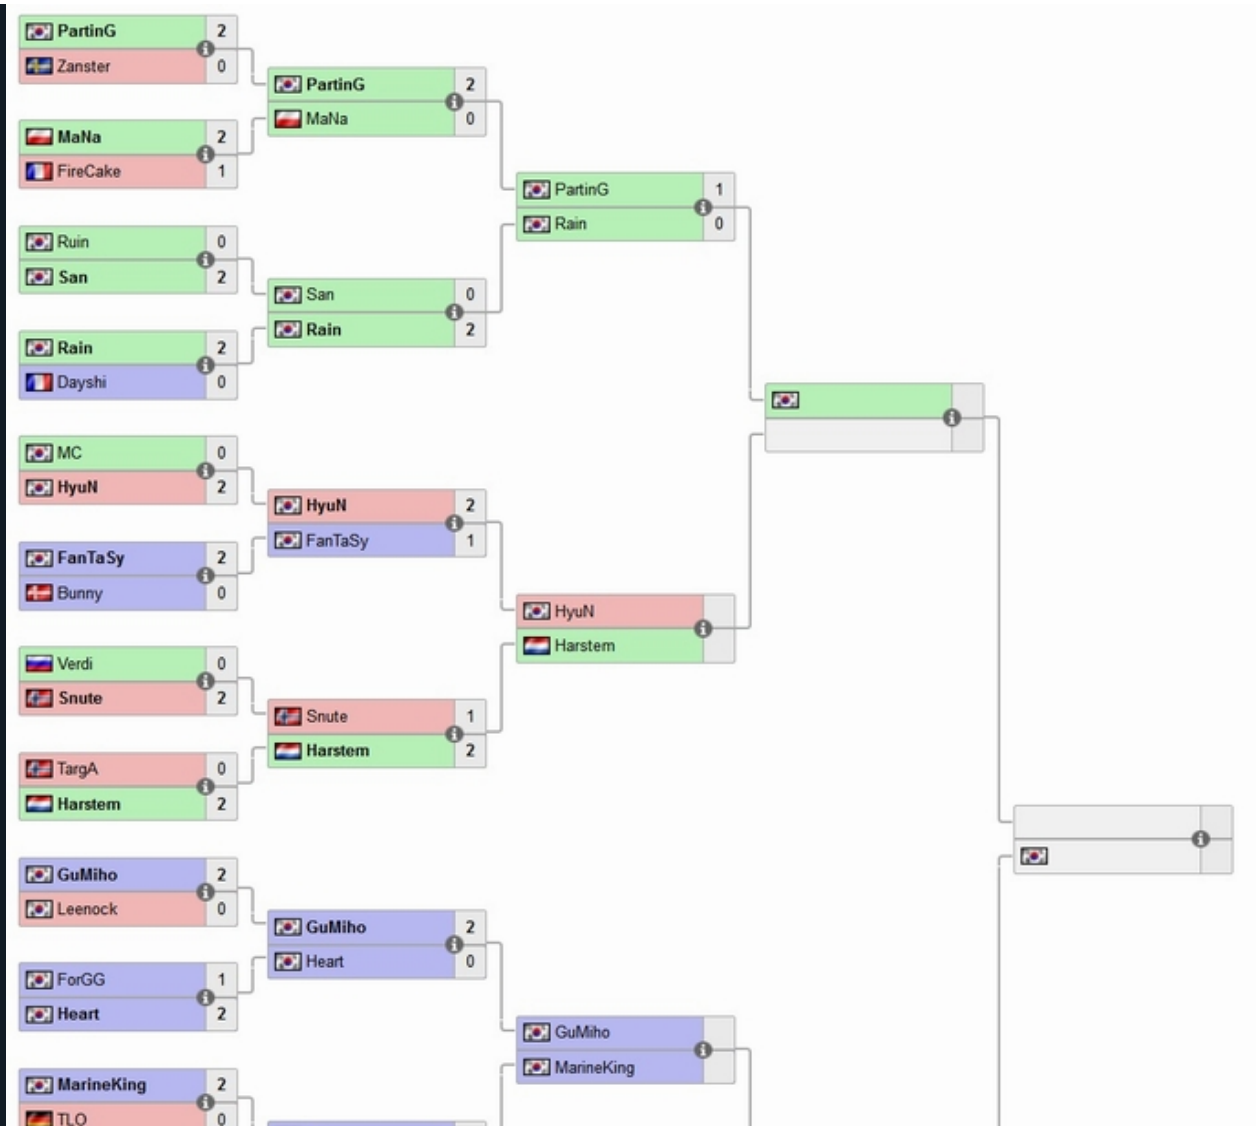 PartinG 2
Zanster 0
MaNa 2
FireCake 1
Ruin 0
San 2
Rain 2
Dayshi 0
MC 0
HyuN 2
FanTaSy 2
Bunny 0
Verdi 0
Snute 2
TargA 0
Harstem 2
GuMiho 2
Leenock 0
ForGG 1
Heart 2
MarineKing 2
TLO 0
PartinG 2
MaNa 0
San 0
Rain 2
HyuN 2
FanTaSy 1
Snute 1
Harstem 2
GuMiho 2
Heart 0
PartinG 1
Rain 0
HyuN
Harstem
GuMiho
MarineKing